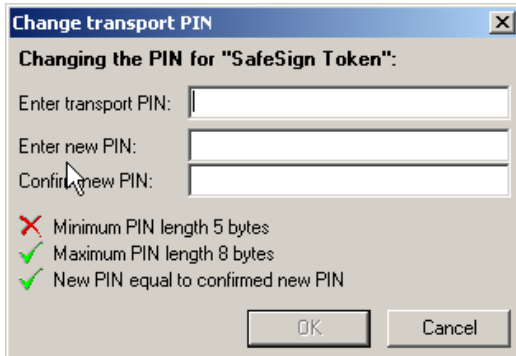 Change transport PIN
Changing the PIN for "SafeSign Token":
Enter transport PIN:
Enter new PIN:
Confirm new PIN:
Minimum PIN length 5 bytes
Maximum PIN length 8 bytes
New PIN equal to confirmed new PIN
OK Cancel